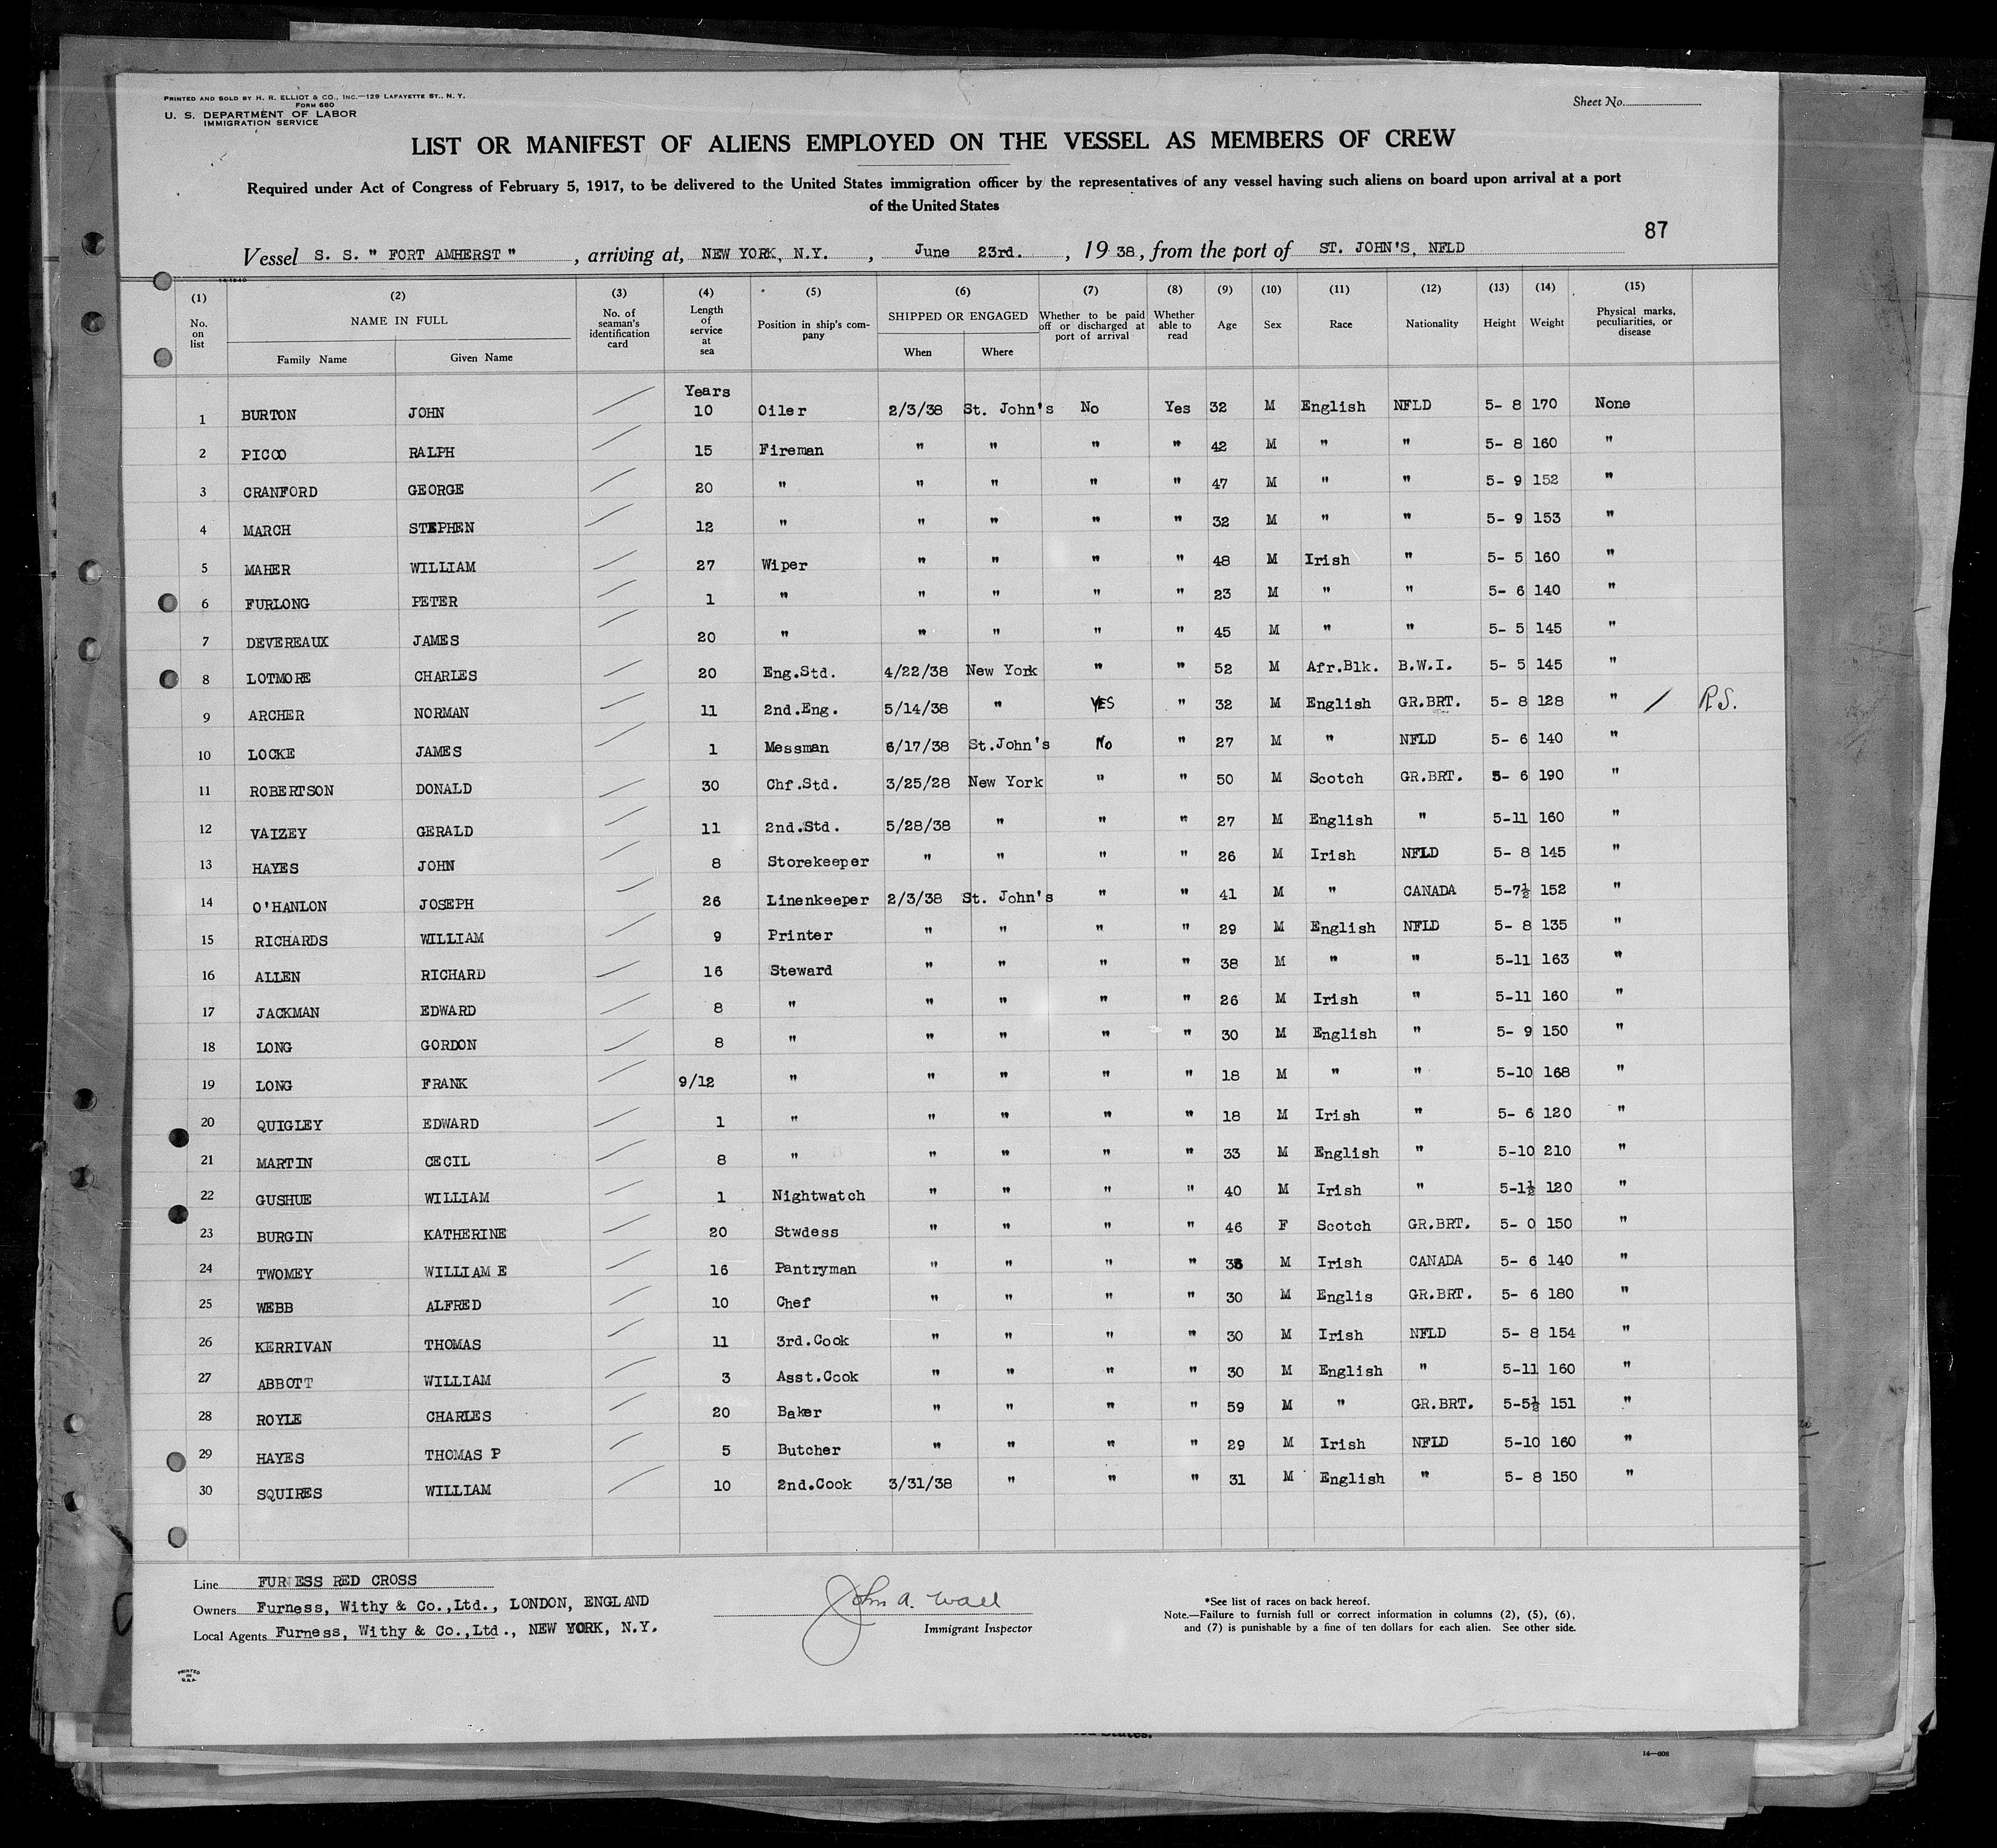 PRINTED AND SOLD BY H. R. ELLIOT & CO., INC.—129 LAFAYETTE ST., N. Y.
FORM 680
U. S. DEPARTMENT OF LABOR
IMMIGRATION SERVICE
Sheet No.
LIST OR MANIFEST OF ALIENS EMPLOYED ON THE VESSEL AS MEMBERS OF CREW
Required under Act of Congress of February 5, 1917, to be delivered to the United States immigration officer by the representatives of any vessel having such aliens on board upon arrival at a port
of the United States
87
Vessel S. S. " FORT AMHERST ", arriving at, NEW YORK, N.Y., June 23rd., 1938, from the port of ST. JOHN'S, NFLD
(1) (2) (3) (4) (5) (6) (7) (8) (9) (10) (11) (12) (13) (14) (15)
No. on list NAME IN FULL Family Name Given Name No. of seaman's identification card Length of service at sea Position in ship's company SHIPPED OR ENGAGED When Where Whether to be paid off or discharged at port of arrival Whether able to read Age Sex Race Nationality Height Weight Physical marks, peculiarities, or disease
Years
1 BURTON JOHN 10 Oiler 2/3/38 St. John's No Yes 32 M English NFLD 5- 8 170 None
2 PICCO RALPH 15 Fireman " " " " 42 M " " 5- 8 160 "
3 CRANFORD GEORGE 20 " " " " " 47 M " " 5- 9 152 "
4 MARCH STEPHEN 12 " " " " " 32 M " " 5- 9 153 "
5 MAHER WILLIAM 27 Wiper " " " " 48 M Irish " 5- 5 160 "
6 FURLONG PETER 1 " " " " " 23 M " " 5- 6 140 "
7 DEVEREAUX JAMES 20 " " " " " 45 M " " 5- 5 145 "
8 LOTMORE CHARLES 20 Eng.Std. 4/22/38 New York " " 52 M Afr.Blk. B.W.I. 5- 5 145 "
9 ARCHER NORMAN 11 2nd.Eng. 5/14/38 " YES " 32 M English GR.BRT. 5- 8 128 " / R.S.
10 LOCKE JAMES 1 Messman 6/17/38 St.John's No " 27 M " NFLD 5- 6 140 "
11 ROBERTSON DONALD 30 Chf.Std. 3/25/28 New York " " 50 M Scotch GR.BRT. 5- 6 190 "
12 VAIZEY GERALD 11 2nd.Std. 5/28/38 " " " 27 M English " 5-11 160 "
13 HAYES JOHN 8 Storekeeper " " " " 26 M Irish NFLD 5- 8 145 "
14 O'HANLON JOSEPH 26 Linenkeeper 2/3/38 St. John's " " 41 M " CANADA 5-7½ 152 "
15 RICHARDS WILLIAM 9 Printer " " " " 29 M English NFLD 5- 8 135 "
16 ALLEN RICHARD 16 Steward " " " " 38 M " " 5-11 163 "
17 JACKMAN EDWARD 8 " " " " " 26 M Irish " 5-11 160 "
18 LONG GORDON 8 " " " " " 30 M English " 5- 9 150 "
19 LONG FRANK 9/12 " " " " " 18 M " " 5-10 168 "
20 QUIGLEY EDWARD 1 " " " " " 18 M Irish " 5- 6 120 "
21 MARTIN CECIL 8 " " " " " 33 M English " 5-10 210 "
22 GUSHUE WILLIAM 1 Nightwatch " " " " 40 M Irish " 5-1½ 120 "
23 BURGIN KATHERINE 20 Stwdess " " " " 46 F Scotch GR.BRT. 5- 0 150 "
24 TWOMEY WILLIAM E 16 Pantryman " " " " M Irish CANADA 5- 6 140 "
25 WEBB ALFRED 10 Chef " " " " 30 M Englis GR.BRT. 5- 6 180 "
26 KERRIVAN THOMAS 11 3rd.Cook " " " " 30 M Irish NFLD 5- 8 154 "
27 ABBOTT WILLIAM 3 Asst.Cook " " " " 30 M English " 5-11 160 "
28 ROYLE CHARLES 20 Baker " " " " 59 M " GR.BRT. 5-5½ 151 "
29 HAYES THOMAS P 5 Butcher " " " " 29 M Irish NFLD 5-10 160 "
30 SQUIRES WILLIAM 10 2nd.Cook 3/31/38 " " " 31 M English " 5- 8 150 "
Line FUR ESS RED CROSS
Owners Furness, Withy & Co.,Ltd., LONDON, ENGLAND
Local Agents Furness, Withy & Co.,Ltd., NEW YORK, N.Y.
John A. Wall
Immigrant Inspector
*See list of races on back hereof.
Note.—Failure to furnish full or correct information in columns (2), (5), (6), and (7) is punishable by a fine of ten dollars for each alien. See other side.
PRINTED
IN
U.S.A.
States.
14—608